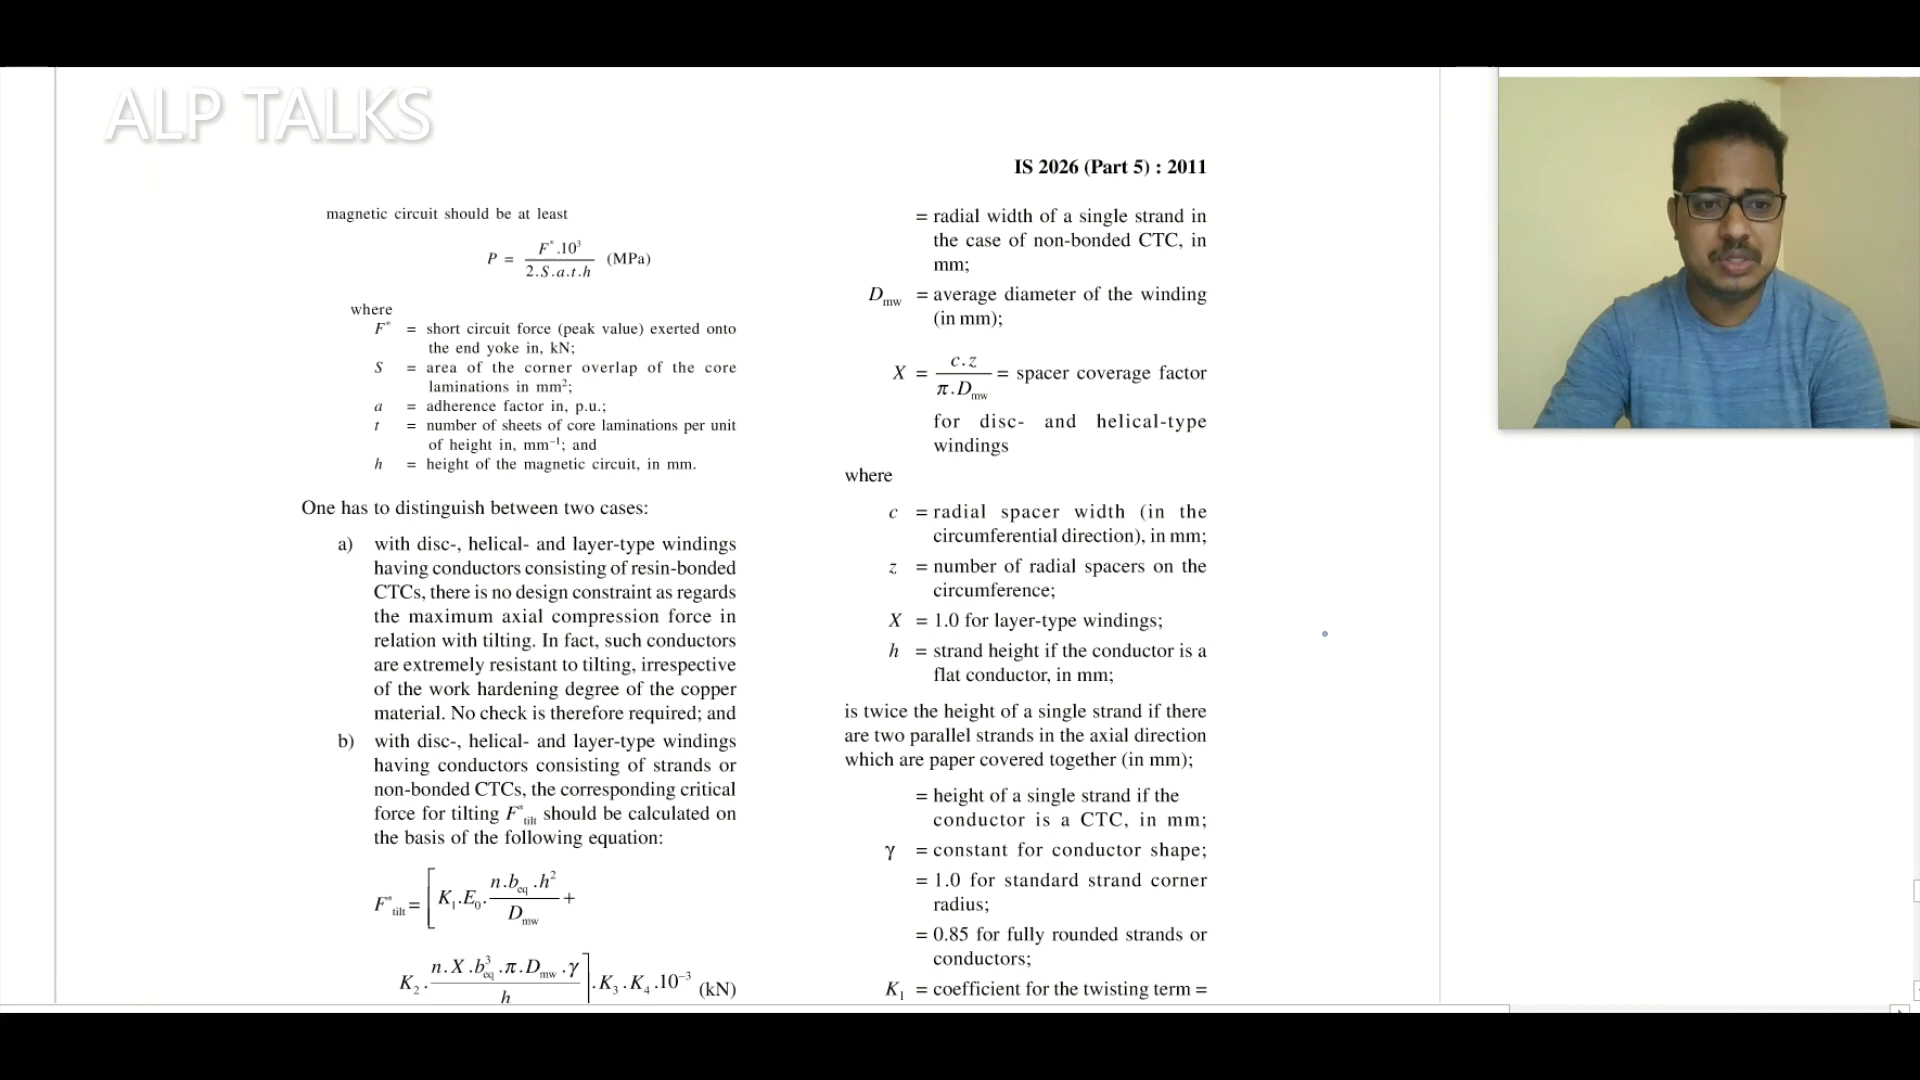 ALP TALKS
IS 2026 (Part 5) : 2011
magnetic circuit should be at least
P = F* .10³ / 2.S.a.t.h (MPa)
where
F* = short circuit force (peak value) exerted onto
the end yoke in, kN;
S = area of the corner overlap of the core
laminations in mm²;
a = adherence factor in, p.u.;
t = number of sheets of core laminations per unit
of height in, mm⁻¹; and
h = height of the magnetic circuit, in mm.
One has to distinguish between two cases:
a) with disc-, helical- and layer-type windings
having conductors consisting of resin-bonded
CTCs, there is no design constraint as regards
the maximum axial compression force in
relation with tilting. In fact, such conductors
are extremely resistant to tilting, irrespective
of the work hardening degree of the copper
material. No check is therefore required; and
b) with disc-, helical- and layer-type windings
having conductors consisting of strands or
non-bonded CTCs, the corresponding critical
force for tilting F*tilt should be calculated on
the basis of the following equation:
F*tilt = [ K₁.E₀. n.beq.h² / Dmw +
K₂. n.X.b³eq.π.Dmw.γ / h ] .K₃.K₄.10⁻³ (kN)
= radial width of a single strand in
the case of non-bonded CTC, in
mm;
Dmw = average diameter of the winding
(in mm);
X = c.z / π.Dmw = spacer coverage factor
for disc- and helical-type
windings
where
c = radial spacer width (in the
circumferential direction), in mm;
z = number of radial spacers on the
circumference;
X = 1.0 for layer-type windings;
h = strand height if the conductor is a
flat conductor, in mm;
is twice the height of a single strand if there
are two parallel strands in the axial direction
which are paper covered together (in mm);
= height of a single strand if the
conductor is a CTC, in mm;
γ = constant for conductor shape;
= 1.0 for standard strand corner
radius;
= 0.85 for fully rounded strands or
conductors;
K₁ = coefficient for the twisting term =